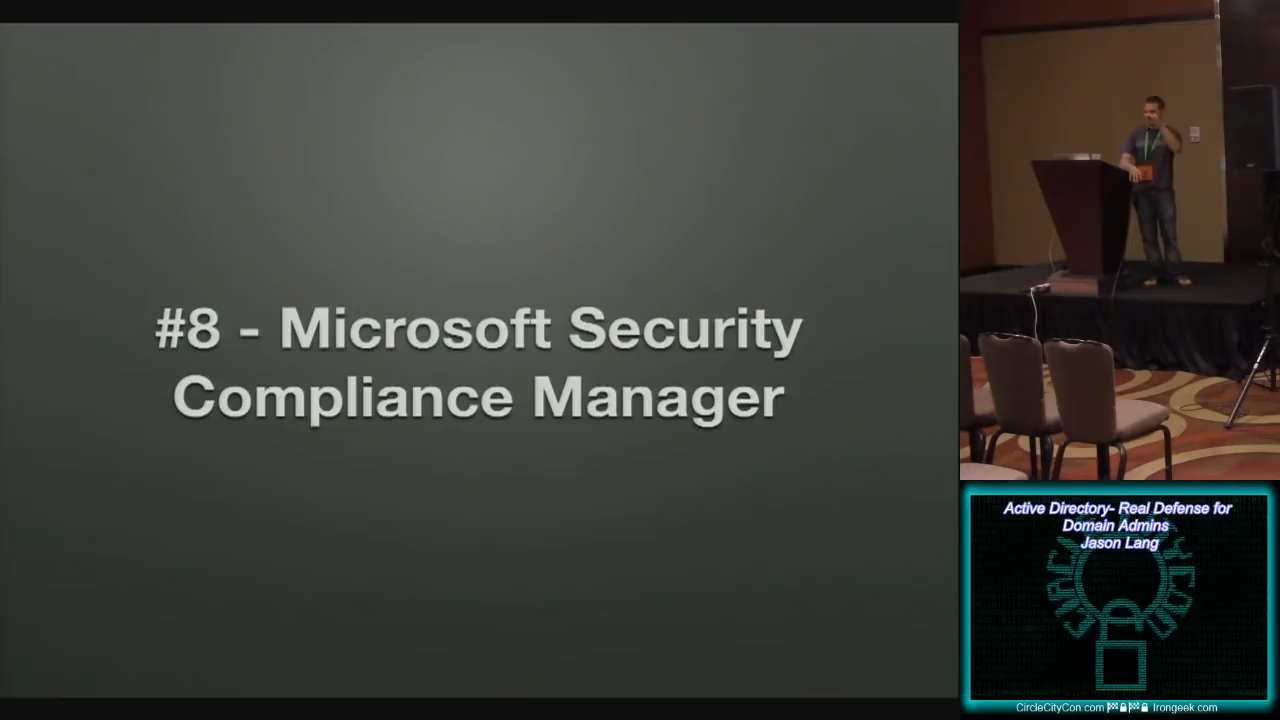 #8 - Microsoft Security
Compliance Manager
Active Directory- Real Defense for
Domain Admins
Jason Lang
CircleCityCon.com
Irongeek.com